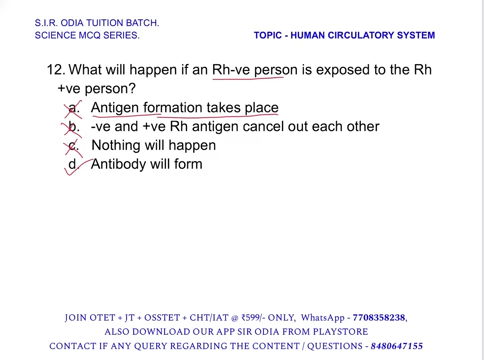 S.I.R. ODIA TUITION BATCH.
SCIENCE MCQ SERIES. TOPIC - HUMAN CIRCULATORY SYSTEM
12. What will happen if an Rh-ve person is exposed to the Rh
+ve person?
a. Antigen formation takes place
b. -ve and +ve Rh antigen cancel out each other
c. Nothing will happen
d. Antibody will form
JOIN OTET + JT + OSSTET + CHT/IAT @ ₹599/- ONLY, WhatsApp - 7708358238,
ALSO DOWNLOAD OUR APP SIR ODIA FROM PLAYSTORE
CONTACT IF ANY QUERY REGARDING THE CONTENT / QUESTIONS - 8480647155